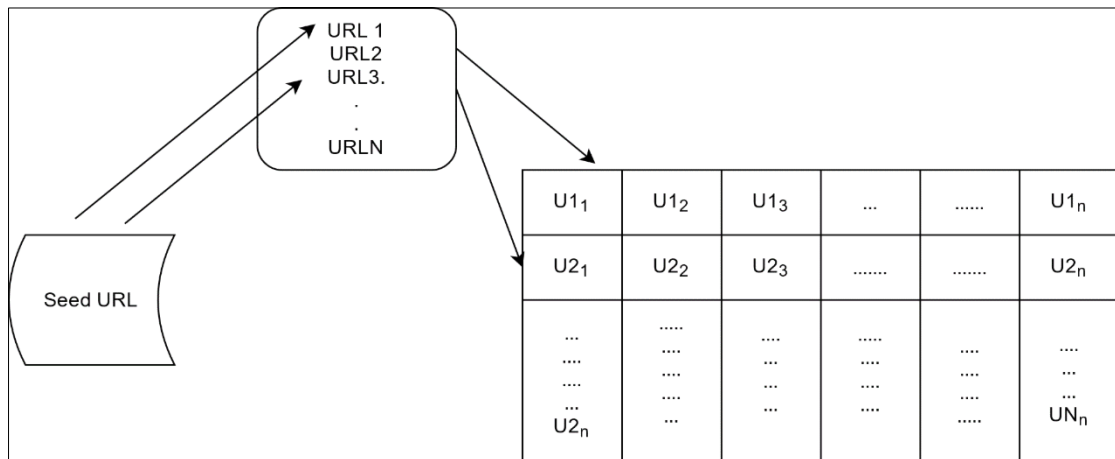 URL 1
URL2
URL3.
.
.
URLN
Seed URL
U1₁ U1₂ U1₃ ... ...... U1ₙ
U2₁ U2₂ U2₃ ....... ....... U2ₙ
... ..... .... ..... .... ....
.... .... ... .... .... ...
.... .... ... .... .... ...
... .... ... .... ..... UNₙ
U2ₙ ...